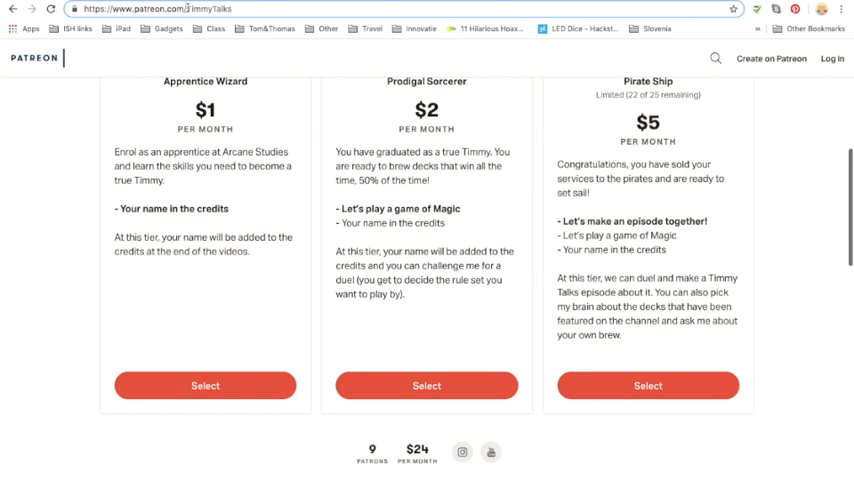 https://www.patreon.com/TimmyTalks
Apps ISH links iPad Gadgets Class Tom&Thomas Other Travel Innovatie 11 Hilarious Hoax... LED Dice - Hackst... Slovenia » Other Bookmarks
PATREON Create on Patreon Log in
Apprentice Wizard
$1
PER MONTH
Enrol as an apprentice at Arcane Studies
and learn the skills you need to become a
true Timmy.
- Your name in the credits
At this tier, your name will be added to the
credits at the end of the videos.
Select
Prodigal Sorcerer
$2
PER MONTH
You have graduated as a true Timmy. You
are ready to brew decks that win all the
time, 50% of the time!
- Let's play a game of Magic
- Your name in the credits
At this tier, your name will be added to the
credits and you can challenge me for a
duel (you get to decide the rule set you
want to play by).
Select
Pirate Ship
Limited (22 of 25 remaining)
$5
PER MONTH
Congratulations, you have sold your
services to the pirates and are ready to
set sail!
- Let's make an episode together!
- Let's play a game of Magic
- Your name in the credits
At this tier, we can duel and make a Timmy
Talks episode about it. You can also pick
my brain about the decks that have been
featured on the channel and ask me about
your own brew.
Select
9
PATRONS
$24
PER MONTH